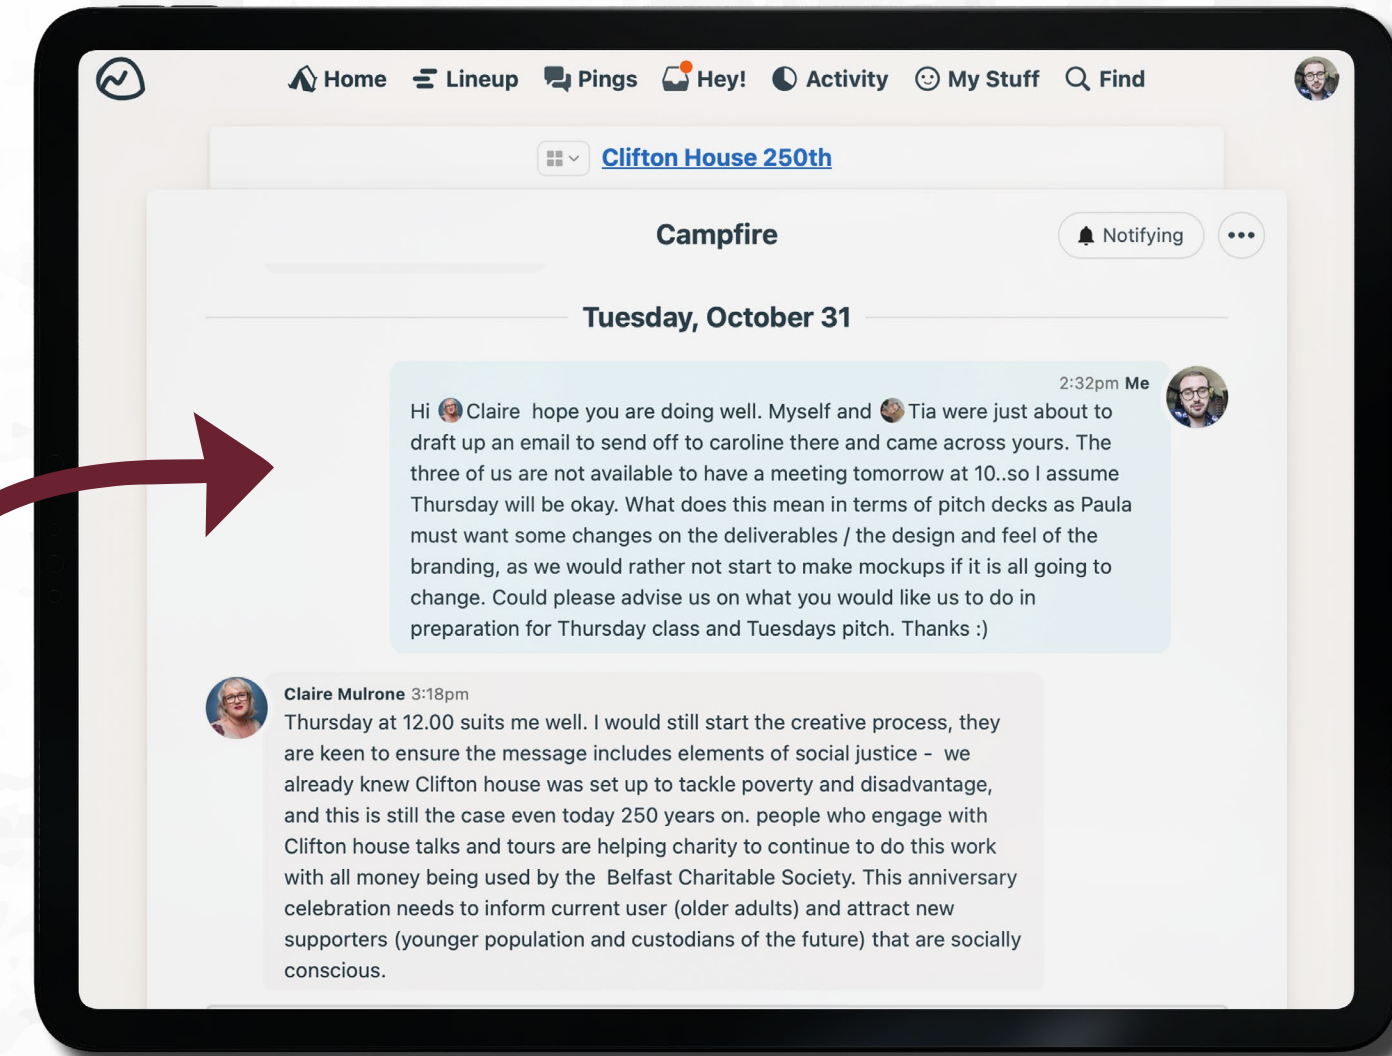 Home Lineup Pings Hey! Activity My Stuff Find
Clifton House 250th
Campfire
Notifying
Tuesday, October 31
2:32pm Me
Hi Claire hope you are doing well. Myself and Tia were just about to
draft up an email to send off to caroline there and came across yours. The
three of us are not available to have a meeting tomorrow at 10..so I assume
Thursday will be okay. What does this mean in terms of pitch decks as Paula
must want some changes on the deliverables / the design and feel of the
branding, as we would rather not start to make mockups if it is all going to
change. Could please advise us on what you would like us to do in
preparation for Thursday class and Tuesdays pitch. Thanks :)
Claire Mulrone 3:18pm
Thursday at 12.00 suits me well. I would still start the creative process, they
are keen to ensure the message includes elements of social justice - we
already knew Clifton house was set up to tackle poverty and disadvantage,
and this is still the case even today 250 years on. people who engage with
Clifton house talks and tours are helping charity to continue to do this work
with all money being used by the Belfast Charitable Society. This anniversary
celebration needs to inform current user (older adults) and attract new
supporters (younger population and custodians of the future) that are socially
conscious.